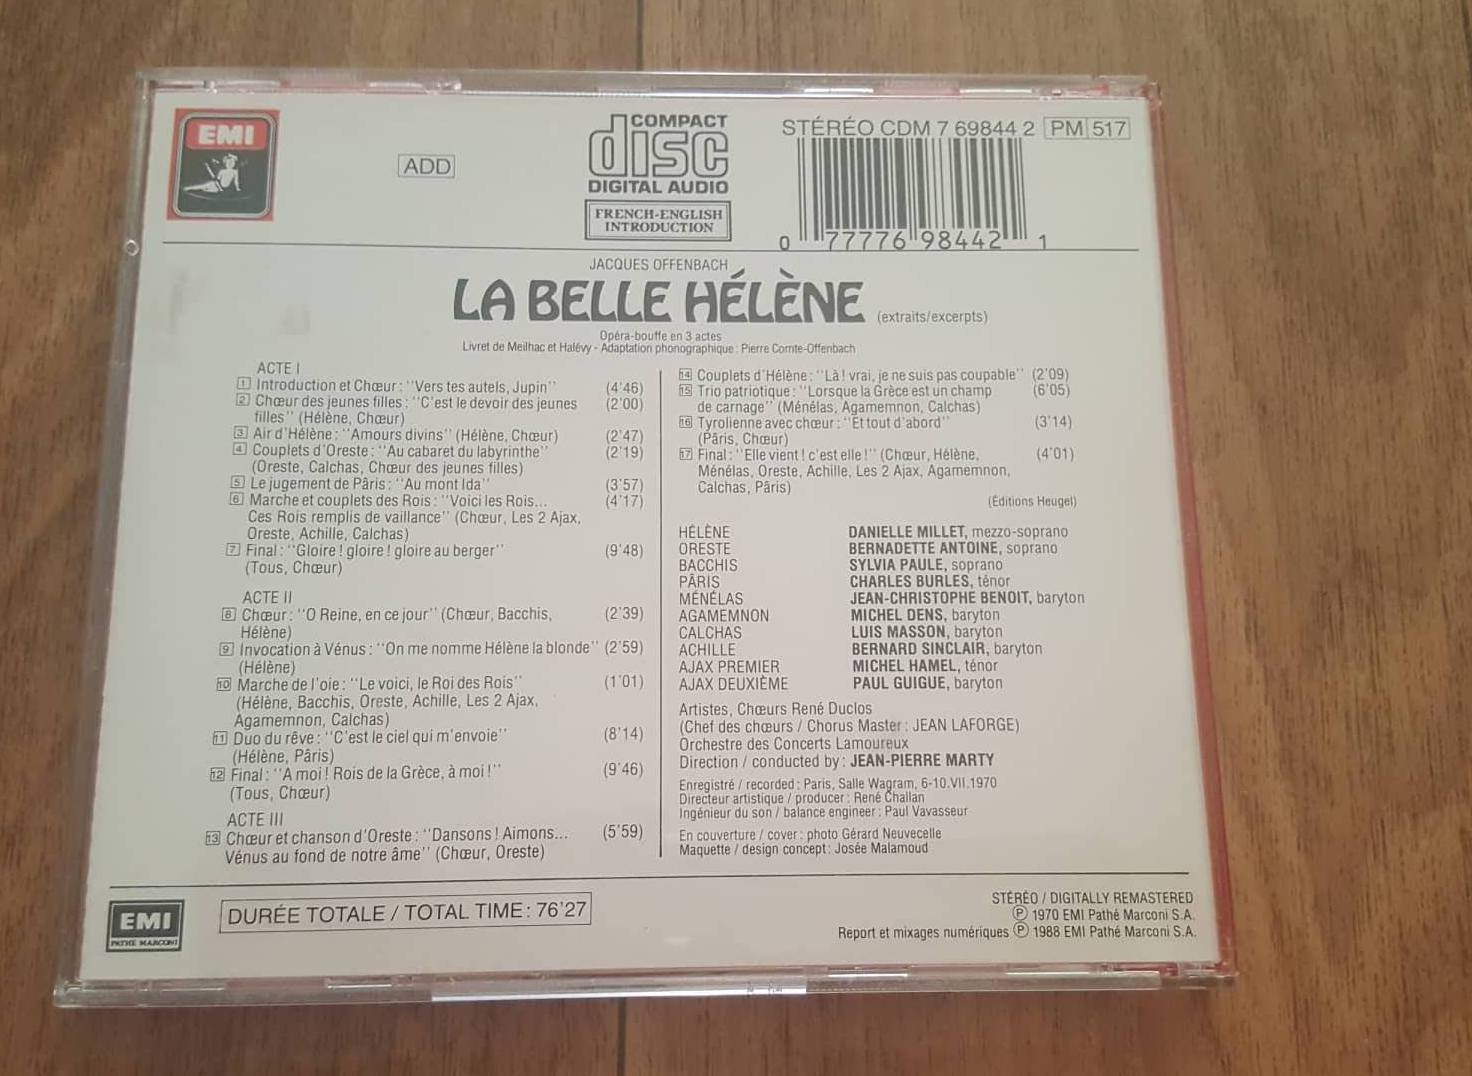 EMI
ADD
COMPACT
disc
DIGITAL AUDIO
FRENCH-ENGLISH
INTRODUCTION
STÉRÉO CDM 7 69844 2 PM 517
0 77776 98442 1
JACQUES OFFENBACH
LA BELLE HÉLÈNE (extraits/excerpts)
Opéra-bouffe en 3 actes
Livret de Meilhac et Halévy - Adaptation phonographique : Pierre Comte-Offenbach
ACTE I
1 Introduction et Chœur : "Vers tes autels, Jupin" (4'46)
2 Chœur des jeunes filles : "C'est le devoir des jeunes (2'00)
filles" (Hélène, Chœur)
3 Air d'Hélène : "Amours divins" (Hélène, Chœur) (2'47)
4 Couplets d'Oreste : "Au cabaret du labyrinthe" (2'19)
(Oreste, Calchas, Chœur des jeunes filles)
5 Le jugement de Pâris : "Au mont Ida" (3'57)
6 Marche et couplets des Rois : "Voici les Rois... (4'17)
Ces Rois remplis de vaillance" (Chœur, Les 2 Ajax,
Oreste, Achille, Calchas)
7 Final : "Gloire ! gloire ! gloire au berger" (9'48)
(Tous, Chœur)
ACTE II
8 Chœur : "O Reine, en ce jour" (Chœur, Bacchis, (2'39)
Hélène)
9 Invocation à Vénus : "On me nomme Hélène la blonde" (2'59)
(Hélène)
10 Marche de l'oie : "Le voici, le Roi des Rois" (1'01)
(Hélène, Bacchis, Oreste, Achille, Les 2 Ajax,
Agamemnon, Calchas)
11 Duo du rêve : "C'est le ciel qui m'envoie" (8'14)
(Hélène, Pâris)
12 Final : "A moi ! Rois de la Grèce, à moi !" (9'46)
(Tous, Chœur)
ACTE III
13 Chœur et chanson d'Oreste : "Dansons ! Aimons... (5'59)
Vénus au fond de notre âme" (Chœur, Oreste)
14 Couplets d'Hélène : "Là ! vrai, je ne suis pas coupable" (2'09)
15 Trio patriotique : "Lorsque la Grèce est un champ (6'05)
de carnage" (Ménélas, Agamemnon, Calchas)
16 Tyrolienne avec chœur : "Et tout d'abord" (3'14)
(Pâris, Chœur)
17 Final : "Elle vient ! c'est elle !" (Chœur, Hélène, (4'01)
Ménélas, Oreste, Achille, Les 2 Ajax, Agamemnon,
Calchas, Pâris)
(Éditions Heugel)
HÉLÈNE DANIELLE MILLET, mezzo-soprano
ORESTE BERNADETTE ANTOINE, soprano
BACCHIS SYLVIA PAULE, soprano
PÂRIS CHARLES BURLES, ténor
MÉNÉLAS JEAN-CHRISTOPHE BENOIT, baryton
AGAMEMNON MICHEL DENS, baryton
CALCHAS LUIS MASSON, baryton
ACHILLE BERNARD SINCLAIR, baryton
AJAX PREMIER MICHEL HAMEL, ténor
AJAX DEUXIÈME PAUL GUIGUE, baryton
Artistes, Chœurs René Duclos
(Chef des chœurs / Chorus Master : JEAN LAFORGE)
Orchestre des Concerts Lamoureux
Direction / conducted by : JEAN-PIERRE MARTY
Enregistré / recorded : Paris, Salle Wagram, 6-10.VII.1970
Directeur artistique / producer : René Challan
Ingénieur du son / balance engineer : Paul Vavasseur
En couverture / cover : photo Gérard Neuvecelle
Maquette / design concept : Josée Malamoud
EMI
PATHÉ MARCONI
DURÉE TOTALE / TOTAL TIME : 76'27
STÉRÉO / DIGITALLY REMASTERED
Ⓟ 1970 EMI Pathé Marconi S.A.
Report et mixages numériques Ⓟ 1988 EMI Pathé Marconi S.A.